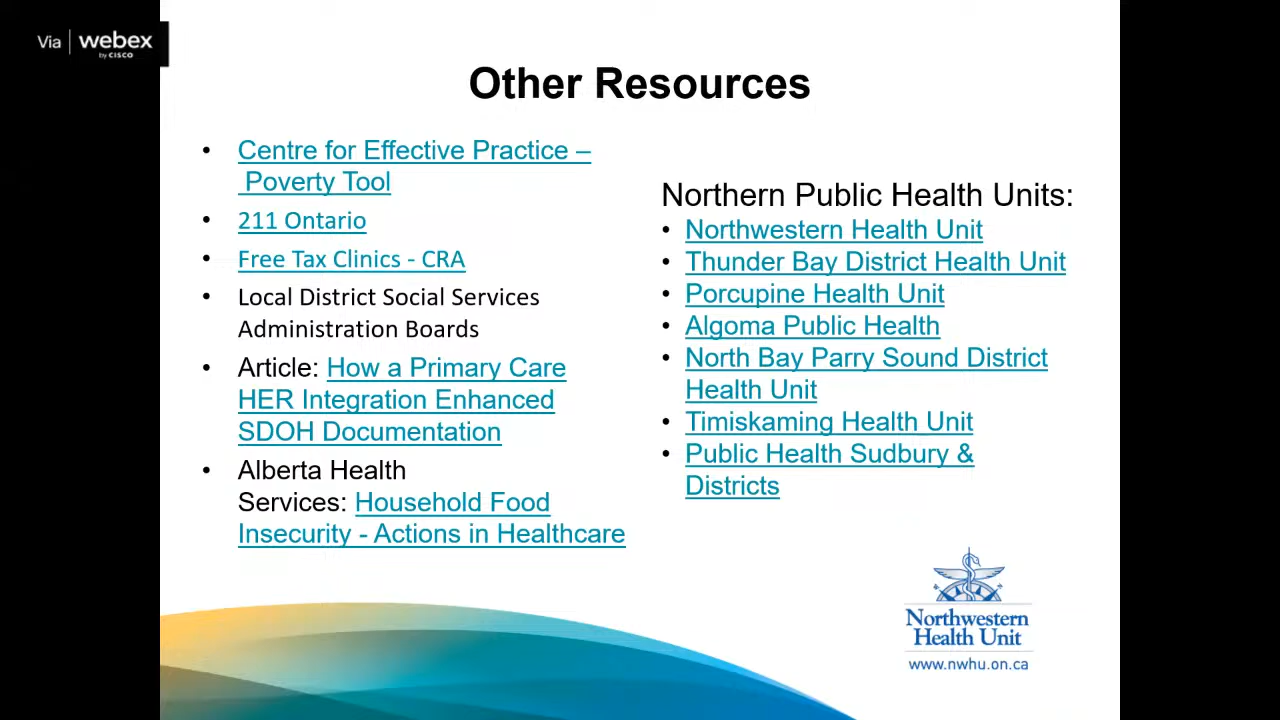 Via webex
by CISCO
Other Resources
• Centre for Effective Practice –
Poverty Tool
• 211 Ontario
• Free Tax Clinics - CRA
• Local District Social Services
Administration Boards
• Article: How a Primary Care
HER Integration Enhanced
SDOH Documentation
• Alberta Health
Services: Household Food
Insecurity - Actions in Healthcare
Northern Public Health Units:
• Northwestern Health Unit
• Thunder Bay District Health Unit
• Porcupine Health Unit
• Algoma Public Health
• North Bay Parry Sound District
Health Unit
• Timiskaming Health Unit
• Public Health Sudbury &
Districts
Northwestern
Health Unit
www.nwhu.on.ca